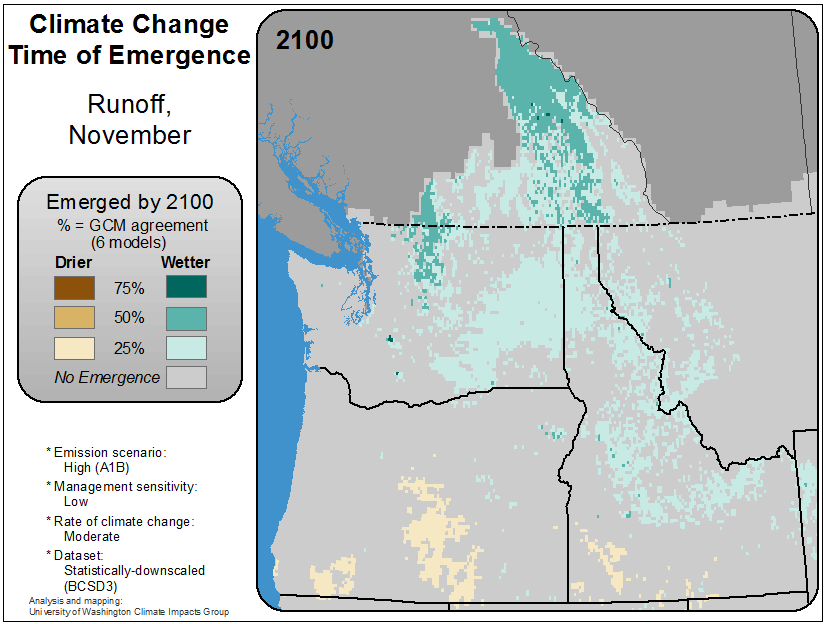 Climate Change
Time of Emergence
Runoff,
November
Emerged by 2100
% = GCM agreement
(6 models)
Drier Wetter
75%
50%
25%
No Emergence
* Emission scenario:
High (A1B)
* Management sensitivity:
Low
* Rate of climate change:
Moderate
* Dataset:
Statistically-downscaled
(BCSD3)
Analysis and mapping:
University of Washington Climate Impacts Group
2100